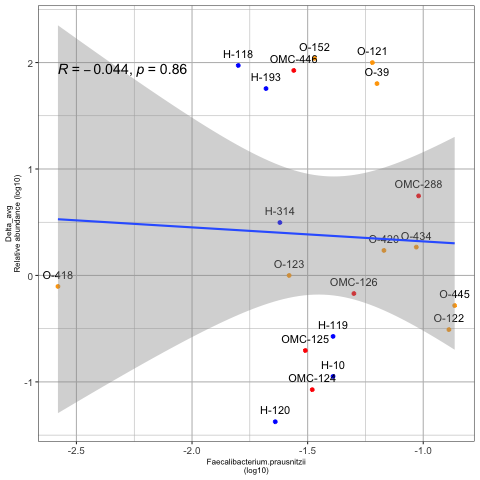 O-152
H-118
OMC-446
O-121
R = −0.044, p = 0.86
O-39
H-193
OMC-288
H-314
O-420
O-434
O-123
O-418
OMC-126
O-445
O-122
H-119
OMC-125
H-10
OMC-124
H-120
2
1
0
-1
-2.5
-2.0
-1.5
-1.0
Delta_avg
Relative abundance (log10)
Faecalibacterium.prausnitzii
(log10)